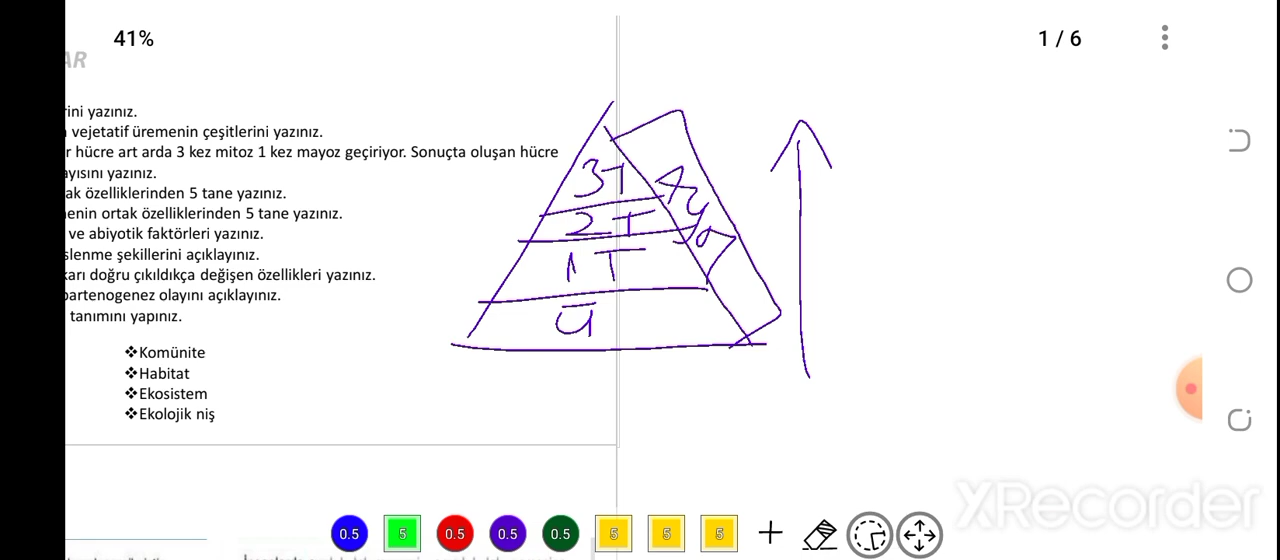 41%
1 / 6
AR
rini yazınız.
vejetatif üremenin çeşitlerini yazınız.
r hücre art arda 3 kez mitoz 1 kez mayoz geçiriyor. Sonuçta oluşan hücre
ayısını yazınız.
ak özelliklerinden 5 tane yazınız.
enin ortak özelliklerinden 5 tane yazınız.
ve abiyotik faktörleri yazınız.
slenme şekillerini açıklayınız.
karı doğru çıkıldıkça değişen özellikleri yazınız.
partenogenez olayını açıklayınız.
tanımını yapınız.
❖Komünite
❖Habitat
❖Ekosistem
❖Ekolojik niş
3T
2T
1T
Ü
XRecorder
0.5 5 0.5 0.5 0.5 5 5 5